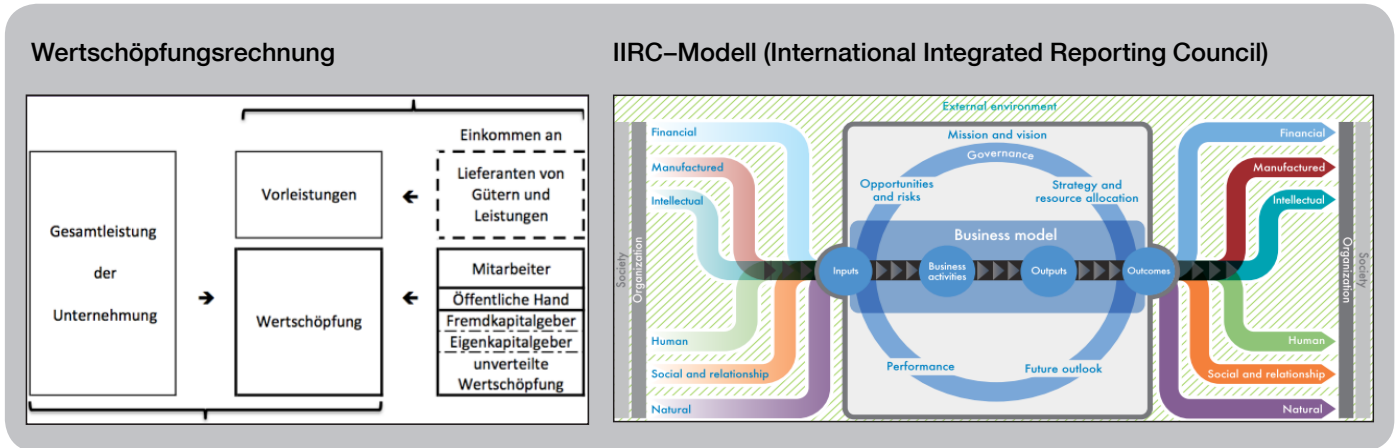 Wertschöpfungsrechnung
Gesamtleistung
der
Unternehmung
Vorleistungen
Wertschöpfung
Einkommen an
Lieferanten von
Gütern und
Leistungen
Mitarbeiter
Öffentliche Hand
Fremdkapitalgeber
Eigenkapitalgeber
unverteilte
Wertschöpfung
IIRC–Modell (International Integrated Reporting Council)
External environment
Society
Organization
Financial
Manufactured
Intellectual
Human
Social and relationship
Natural
Mission and vision
Governance
Opportunities
and risks
Strategy and
resource allocation
Business model
Inputs
Business
activities
Outputs
Outcomes
Performance
Future outlook
Financial
Manufactured
Intellectual
Human
Social and relationship
Natural
Organization
Society